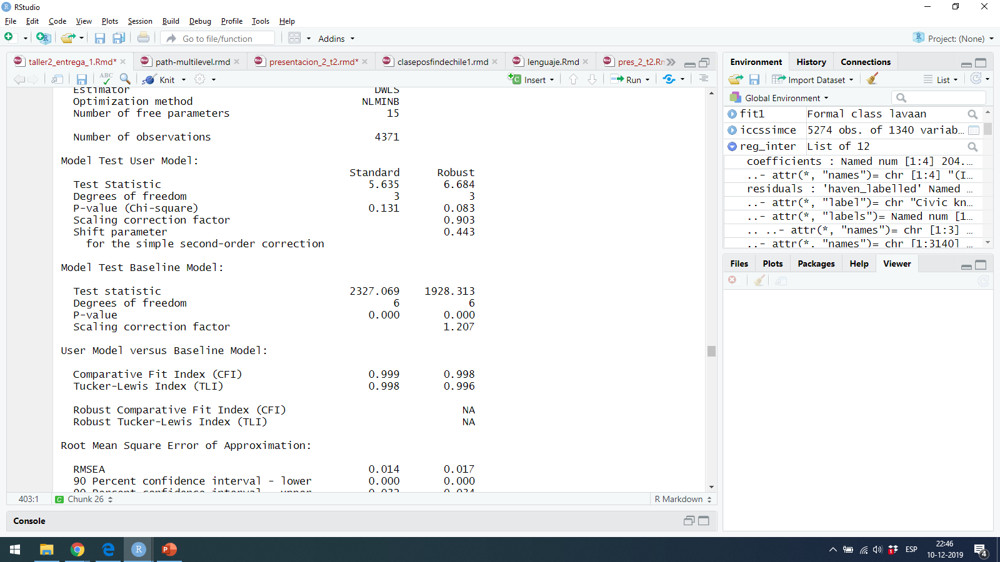 RStudio
File Edit Code View Plots Session Build Debug Profile Tools Help
Go to file/function Addins Project: (None)
taller2_entrega_1.Rmd* path-multilevel.rmd presentacion_2_t2.rmd* claseposfindechile1.rmd lenguaje.Rmd pres_2_t2.Rn
ABC Knit Insert Run
Estimator DWLS
Optimization method NLMINB
Number of free parameters 15
Number of observations 4371
Model Test User Model:
Standard Robust
Test Statistic 5.635 6.684
Degrees of freedom 3 3
P-value (Chi-square) 0.131 0.083
Scaling correction factor 0.903
Shift parameter 0.443
for the simple second-order correction
Model Test Baseline Model:
Test statistic 2327.069 1928.313
Degrees of freedom 6 6
P-value 0.000 0.000
Scaling correction factor 1.207
User Model versus Baseline Model:
Comparative Fit Index (CFI) 0.999 0.998
Tucker-Lewis Index (TLI) 0.998 0.996
Robust Comparative Fit Index (CFI) NA
Robust Tucker-Lewis Index (TLI) NA
Root Mean Square Error of Approximation:
RMSEA 0.014 0.017
90 Percent confidence interval - lower 0.000 0.000
90 Percent confidence interval - upper 0.032 0.034
403:1 Chunk 26 R Markdown
Console
Environment History Connections
Import Dataset List
Global Environment
fit1 Formal class lavaan
iccssimce 5274 obs. of 1340 variab...
reg_inter List of 12
coefficients : Named num [1:4] 204....
..- attr(*, "names")= chr [1:4] "(I...
residuals : 'haven_labelled' Named ...
..- attr(*, "label")= chr "Civic kn...
..- attr(*, "labels")= Named num [1...
.. ..- attr(*, "names")= chr [1:3] ...
..- attr(*, "names")= chr [1:3140] ...
Files Plots Packages Help Viewer
ESP
22:46
10-12-2019
4